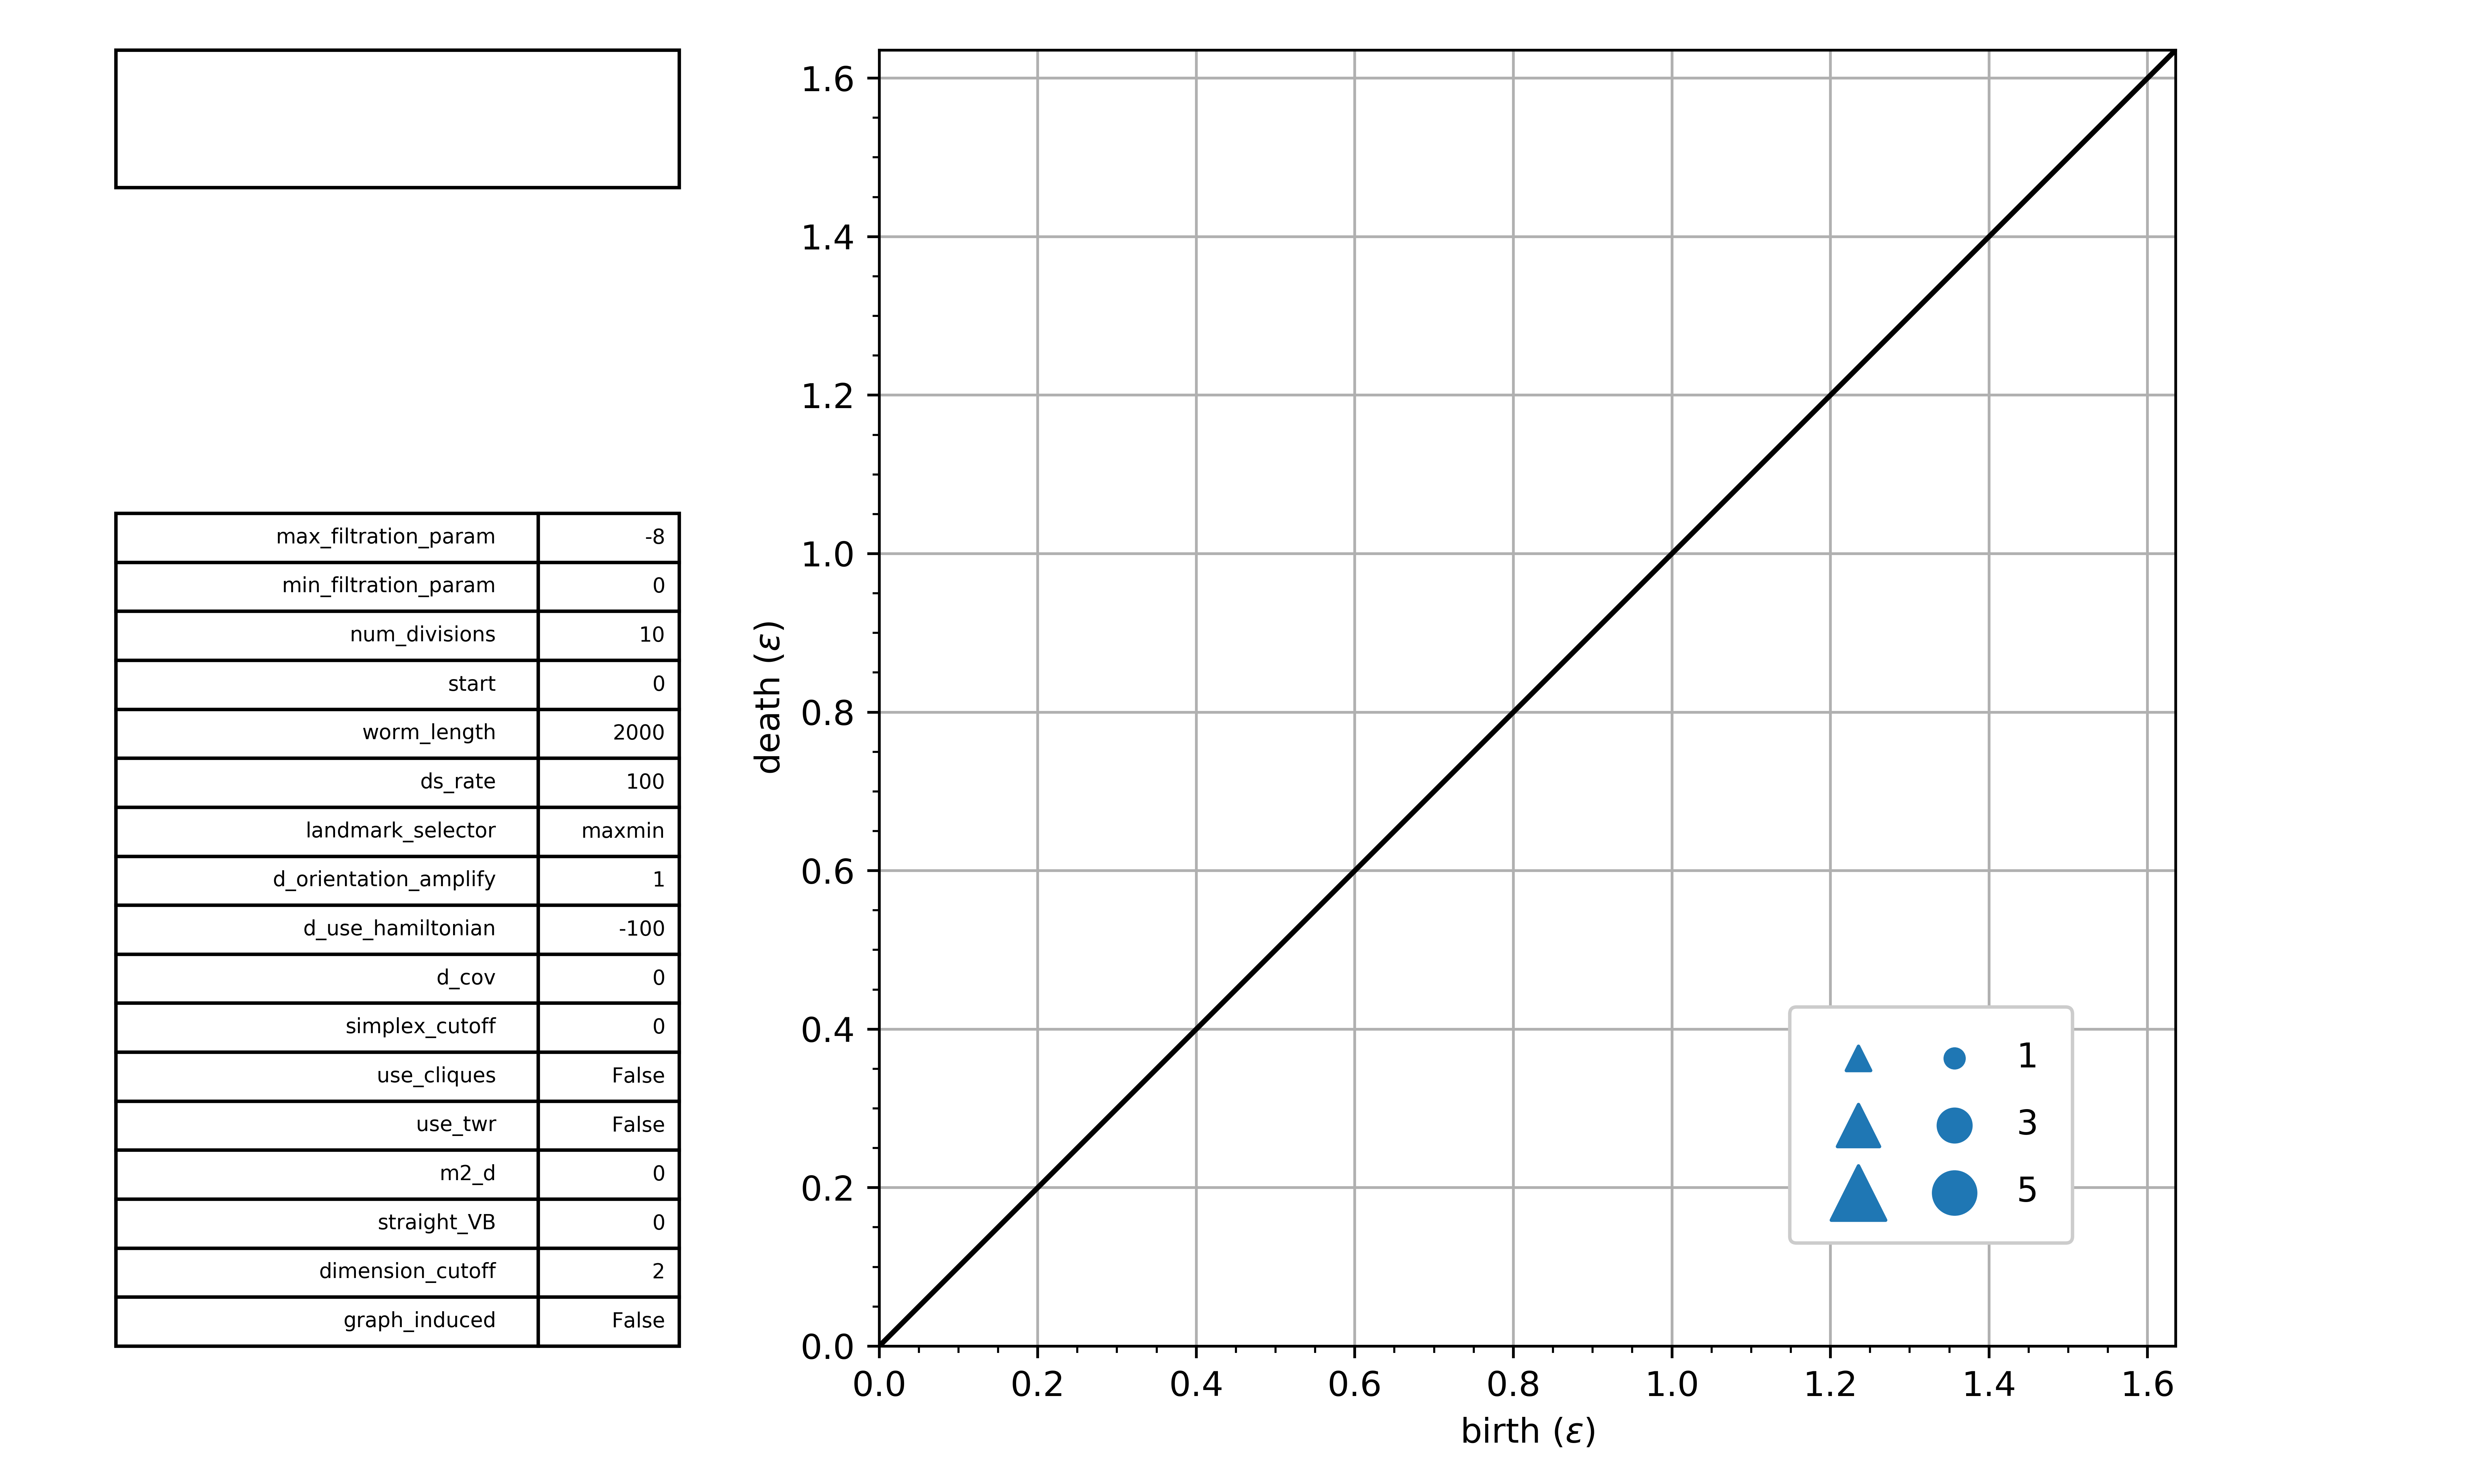 max_filtration_param -8
min_filtration_param 0
num_divisions 10
start 0
worm_length 2000
ds_rate 100
landmark_selector maxmin
d_orientation_amplify 1
d_use_hamiltonian -100
d_cov 0
simplex_cutoff 0
use_cliques False
use_twr False
m2_d 0
straight_VB 0
dimension_cutoff 2
graph_induced False
death (ε)
1.6
1.4
1.2
1.0
0.8
0.6
0.4
0.2
0.0
1
3
5
0.0 0.2 0.4 0.6 0.8 1.0 1.2 1.4 1.6
birth (ε)